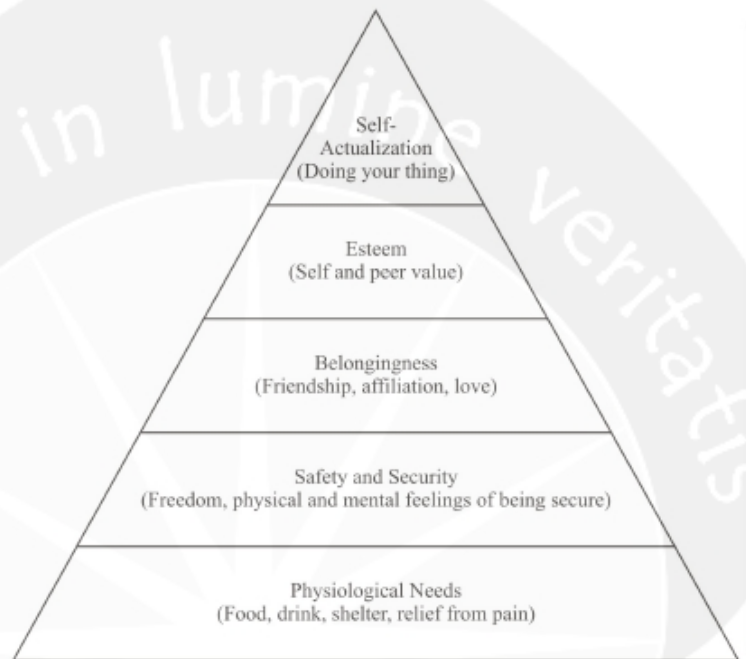 in lumine veritatis
Self-
Actualization
(Doing your thing)
Esteem
(Self and peer value)
Belongingness
(Friendship, affiliation, love)
Safety and Security
(Freedom, physical and mental feelings of being secure)
Physiological Needs
(Food, drink, shelter, relief from pain)